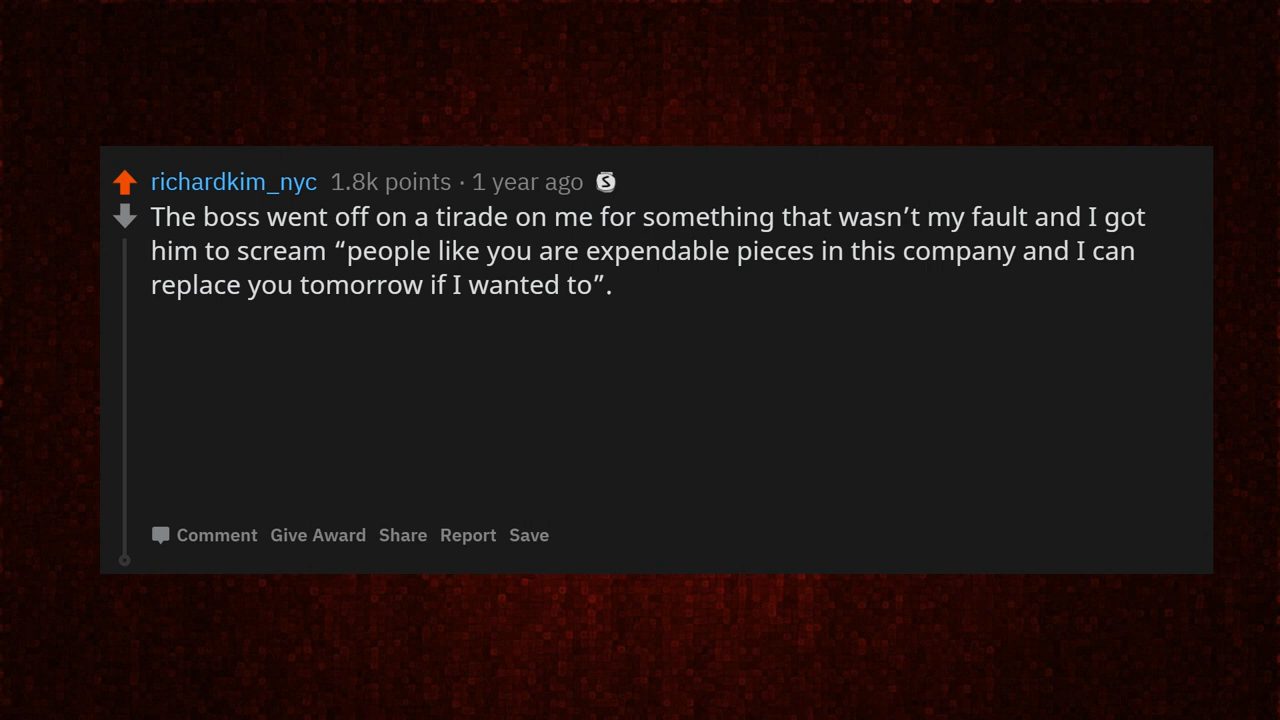 richardkim_nyc 1.8k points · 1 year ago S
The boss went off on a tirade on me for something that wasn’t my fault and I got
him to scream “people like you are expendable pieces in this company and I can
replace you tomorrow if I wanted to”.
Comment Give Award Share Report Save